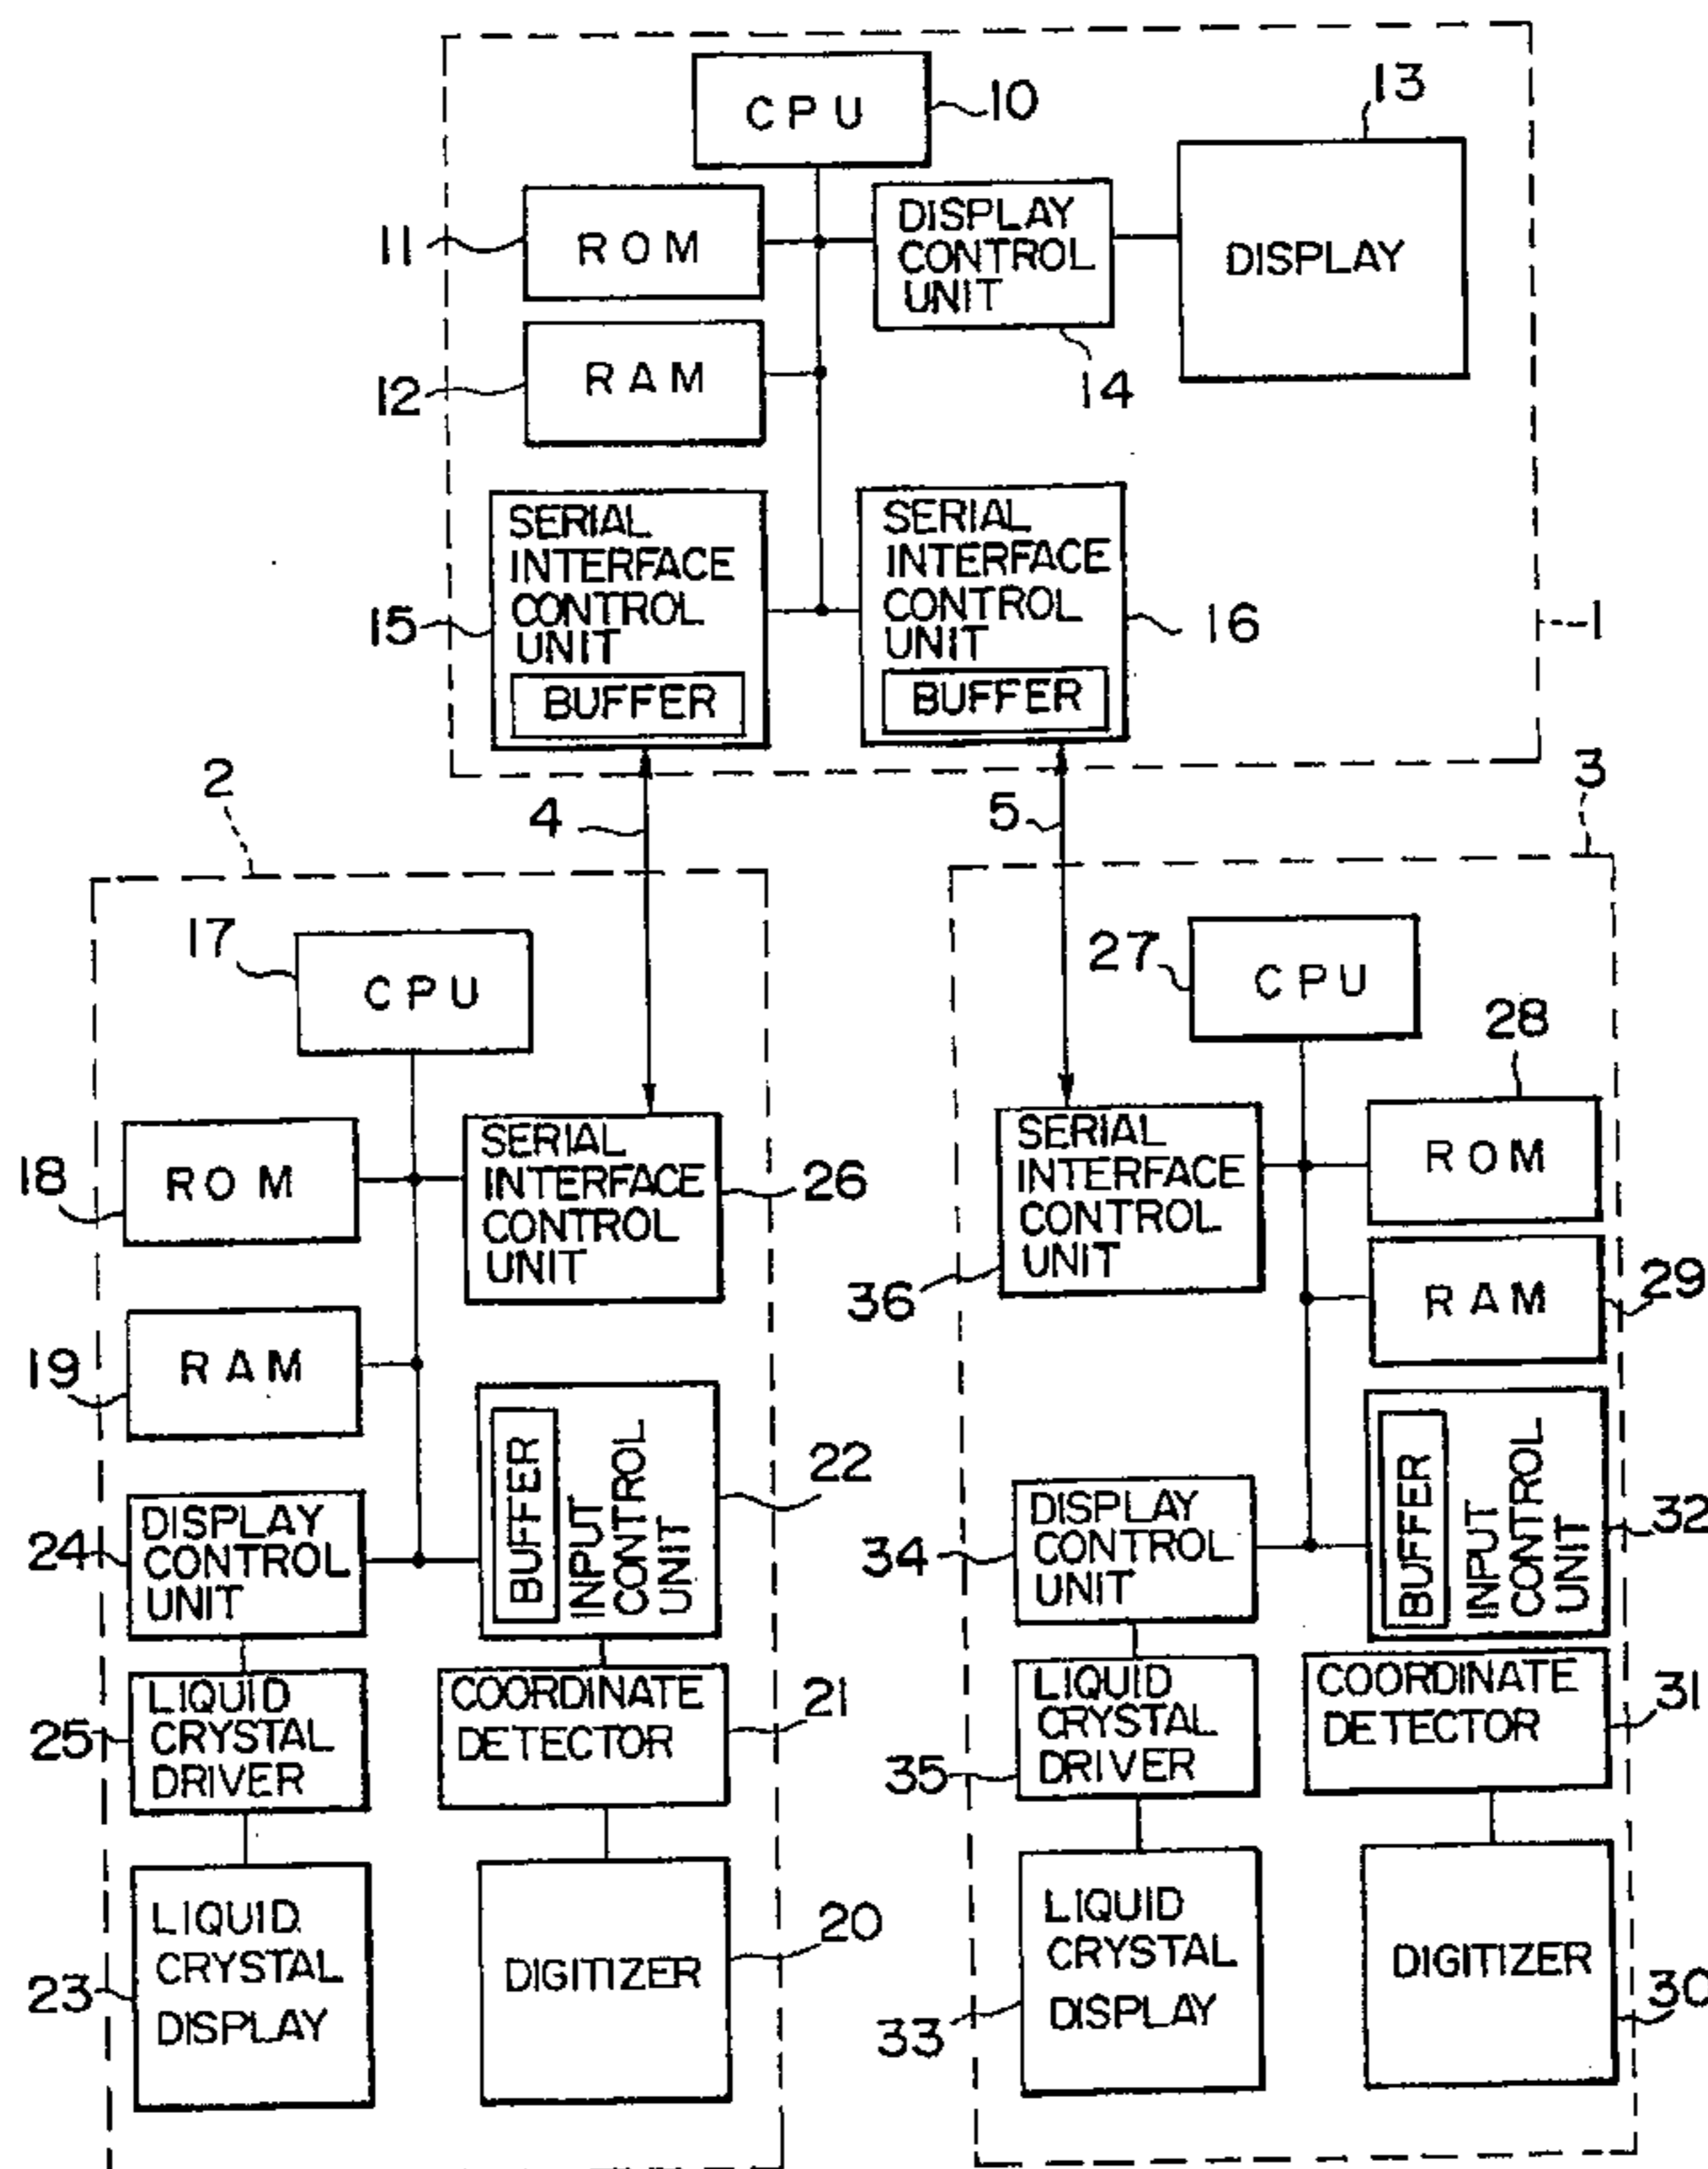 CPU
10
13
11
ROM
DISPLAY
CONTROL
UNIT
DISPLAY
12
RAM
14
SERIAL
INTERFACE
CONTROL
UNIT
BUFFER
15
SERIAL
INTERFACE
CONTROL
UNIT
BUFFER
16
1
2
4
5
3
17
CPU
18
ROM
SERIAL
INTERFACE
CONTROL
UNIT
26
19
RAM
BUFFER
INPUT
CONTROL
UNIT
22
24
DISPLAY
CONTROL
UNIT
25
LIQUID
CRYSTAL
DRIVER
COORDINATE
DETECTOR
21
23
LIQUID
CRYSTAL
DISPLAY
DIGITIZER
20
27
CPU
28
SERIAL
INTERFACE
CONTROL
UNIT
36
ROM
RAM
29
BUFFER
INPUT
CONTROL
UNIT
32
34
DISPLAY
CONTROL
UNIT
35
LIQUID
CRYSTAL
DRIVER
COORDINATE
DETECTOR
31
33
LIQUID
CRYSTAL
DISPLAY
DIGITIZER
30